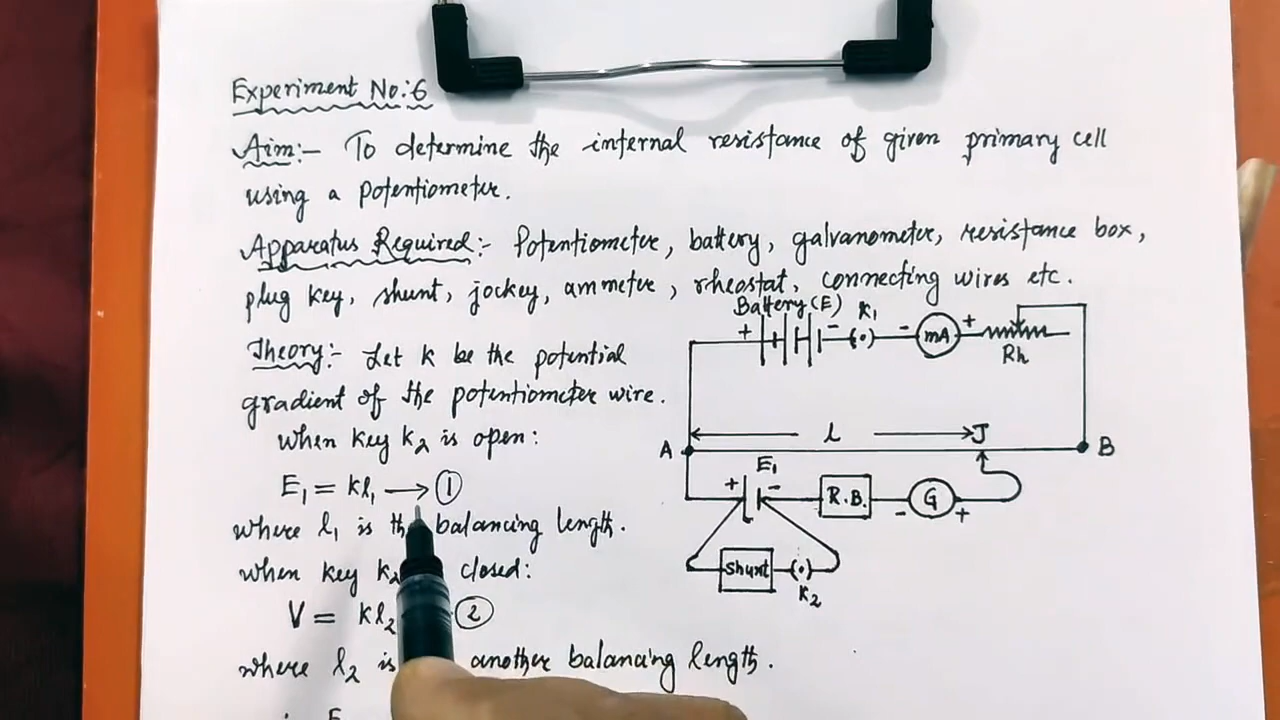 Experiment No:6
Aim:- To determine the internal resistance of given primary cell
using a potentiometer.
Apparatus Required:- Potentiometer, battery, galvanometer, resistance box,
plug key, shunt, jockey, ammeter, rheostat, connecting wires etc.
Theory:- Let k be the potential
gradient of the potentiometer wire.
when key k₂ is open:
E₁ = kl₁ → ①
where l₁ is th balancing length.
when key k₂ closed:
V = kl₂ ②
where l₂ is another balancing length.
Battery(E) K₁
+ - - mA + Rh
l J
A B
E₁
+ - R.B. - G +
Shunt (•)
K₂